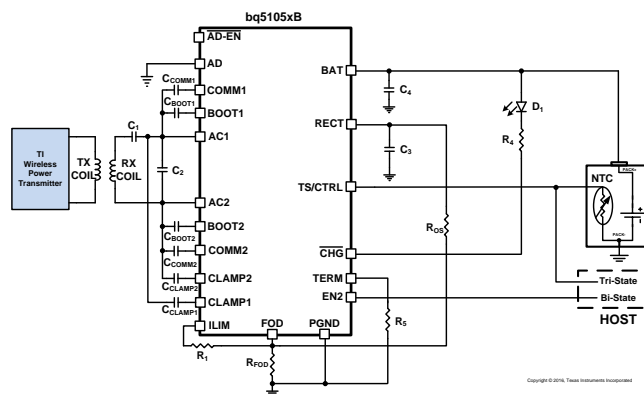 bq5105xB
AD-EN
AD
COMM1
BOOT1
AC1
AC2
BOOT2
COMM2
CLAMP2
CLAMP1
ILIM
FOD
PGND
BAT
RECT
TS/CTRL
CHG
TERM
EN2
CCOMM1
CBOOT1
C1
C2
CBOOT2
CCOMM2
CCLAMP2
CCLAMP1
TI
Wireless
Power
Transmitter
TX
COIL
RX
COIL
R1
RFOD
C4
D1
R4
C3
ROS
R5
NTC
PACK+
+
-
PACK-
Tri-State
Bi-State
HOST
Copyright © 2016, Texas Instruments Incorporated